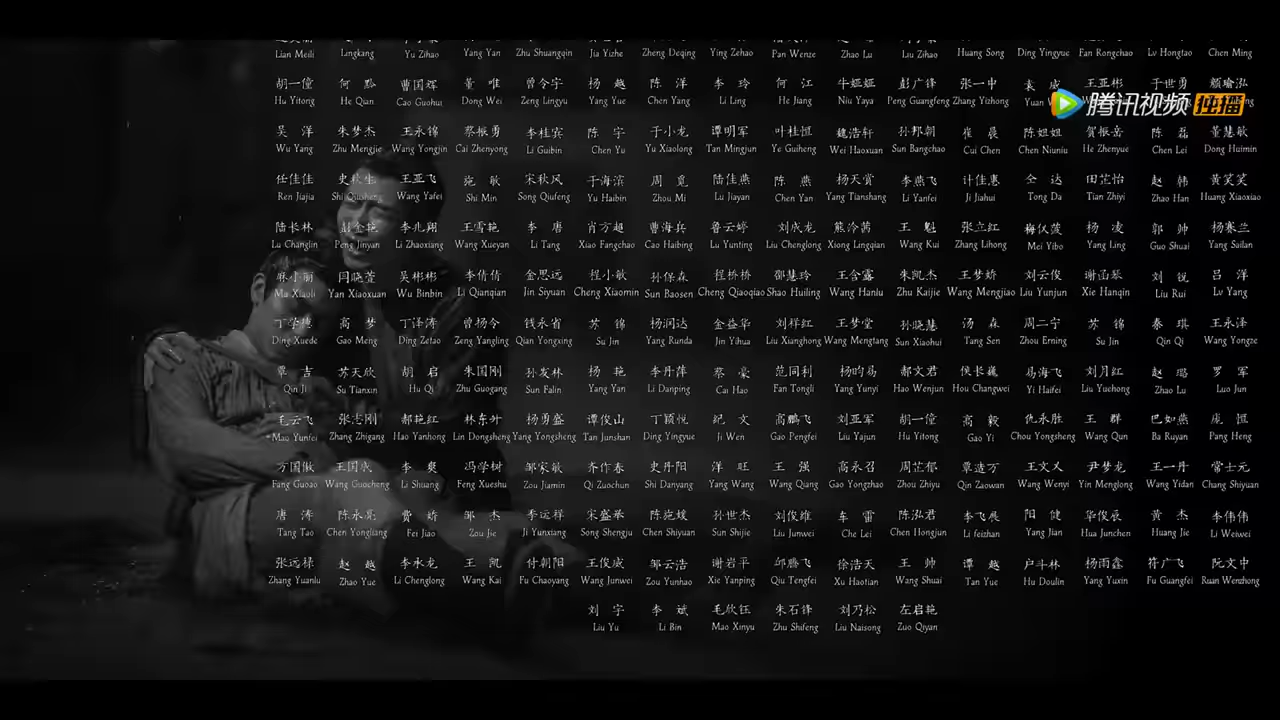 Lian Meili Lingkang Yu Zihao Yang Yan Zhu Shuangqin Jia Yizhe Zheng Deqing Ying Zehao Pan Wenze Zhao Lu Liu Zihao Huang Song Ding Yingyue Fan Rongchao Lv Hongtao Chen Ming
胡一僮 何黔 曹国辉 董唯 曾令宇 杨越 陈洋 李玲 何江 牛娅娅 彭广锋 张一中 袁成 王亚彬 于世勇 颜瑜泓
Hu Yitong He Qian Cao Guohui Dong Wei Zeng Lingyu Yang Yue Chen Yang Li Ling He Jiang Niu Yaya Peng Guangfeng Zhang Yizhong Yuan
腾讯视频 独播
吴洋 朱梦杰 王永锦 蔡振勇 李桂宾 陈宇 于小龙 谭明军 叶桂恒 魏浩轩 孙邦朝 崔晨 陈妞妞 贺振岳 陈磊 董慧敏
Wu Yang Zhu Mengjie Wang Yongjin Cai Zhenyong Li Guibin Chen Yu Yu Xiaolong Tan Mingjun Ye Guiheng Wei Haoxuan Sun Bangchao Cui Chen Chen Niuniu He Zhenyue Chen Lei Dong Huimin
任佳佳 史秋生 王亚飞 施敏 宋秋风 于海滨 周觅 陆佳燕 陈燕 杨天赏 李燕飞 计佳惠 仝达 田芷怡 赵韩 黄笑笑
Ren Jiajia Shi Qiusheng Wang Yafei Shi Min Song Qiufeng Yu Haibin Zhou Mi Lu Jiayan Chen Yan Yang Tianshang Li Yanfei Ji Jiahui Tong Da Tian Zhiyi Zhao Han Huang Xiaoxiao
陆长林 彭金艳 李兆翔 王雪艳 李唐 肖方超 曹海兵 鲁云婷 刘成龙 熊泠茜 王魁 张立红 梅仪箲 杨凌 郭帅 杨赛兰
Lu Changlin Peng Jinyan Li Zhaoxiang Wang Xueyan Li Tang Xiao Fangchao Cao Haibing Lu Yunting Liu Chenglong Xiong Lingqian Wang Kui Zhang Lihong Mei Yibo Yang Ling Guo Shuai Yang Sailan
麻小丽 闫晓萱 吴彬彬 李倩倩 金思远 程小敏 孙保森 程桥桥 邵慧玲 王含露 朱凯杰 王梦娇 刘云俊 谢函琴 刘锐 吕洋
Ma Xiaoli Yan Xiaoxuan Wu Binbin Li Qianqian Jin Siyuan Cheng Xiaomin Sun Baosen Cheng Qiaoqiao Shao Huiling Wang Hanlu Zhu Kaijie Wang Mengjiao Liu Yunjun Xie Hanqin Liu Rui Lv Yang
丁学德 高梦 丁泽涛 曾杨令 钱永省 苏锦 杨润达 金益华 刘祥红 王梦堂 孙晓慧 汤森 周二宁 苏锦 秦琪 王永泽
Ding Xuede Gao Meng Ding Zetao Zeng Yangling Qian Yongxing Su Jin Yang Runda Jin Yihua Liu Xianghong Wang Mengtang Sun Xiaohui Tang Sen Zhou Erning Su Jin Qin Qi Wang Yongze
覃吉 苏天欣 胡启 朱国刚 孙发林 杨艳 李丹萍 蔡豪 范同利 杨昀易 郝文君 侯长巍 易海飞 刘月红 赵璐 罗军
Qin Ji Su Tianxin Hu Qi Zhu Guogang Sun Falin Yang Yan Li Danping Cai Hao Fan Tongli Yang Yunyi Hao Wenjun Hou Changwei Yi Haifei Liu Yuehong Zhao Lu Luo Jun
毛云飞 张志刚 郝艳红 林东升 杨勇盛 谭俊山 丁颖悦 纪文 高鹏飞 刘亚军 胡一僮 高毅 仇永胜 王群 巴如燕 庞恒
Mao Yunfei Zhang Zhigang Hao Yanhong Lin Dongsheng Yang Yongsheng Tan Junshan Ding Yingyue Ji Wen Gao Pengfei Liu Yajun Hu Yitong Gao Yi Chou Yongsheng Wang Qun Ba Ruyan Pang Heng
方国傲 王国成 李爽 冯学树 邹家敏 齐作春 史丹阳 洋旺 王强 高永召 周芷郁 覃造万 王文义 尹梦龙 王一丹 常士元
Fang Guoao Wang Guocheng Li Shuang Feng Xueshu Zou Jiamin Qi Zuochun Shi Danyang Yang Wang Wang Qiang Gao Yongzhao Zhou Zhiyu Qin Zaowan Wang Wenyi Yin Menglong Wang Yidan Chang Shiyuan
唐涛 陈永亮 费娇 邹杰 李运祥 宋盛举 陈施媛 孙世杰 刘俊维 车雷 陈泓君 李飞展 阳健 华俊辰 黄杰 李伟伟
Tang Tao Chen Yongliang Fei Jiao Zou Jie Li Yunxiang Song Shengju Chen Shiyuan Sun Shijie Liu Junwei Che Lei Chen Hongjun Li feizhan Yang Jian Hua Junchen Huang Jie Li Weiwei
张远禄 赵越 李承龙 王凯 付朝阳 王俊威 邹云浩 谢岩平 邱腾飞 徐浩天 王帅 谭越 户斗林 杨雨鑫 符广飞 阮文中
Zhang Yuanlu Zhao Yue Li Chenglong Wang Kai Fu Chaoyang Wang Junwei Zou Yunhao Xie Yanping Qiu Tengfei Xu Haotian Wang Shuai Tan Yue Hu Doulin Yang Yuxin Fu Guangfei Ruan Wenzhong
刘宇 李斌 毛欣钰 朱石锋 刘乃松 左启艳
Liu Yu Li Bin Mao Xinyu Zhu Shifeng Liu Naisong Zuo Qiyan